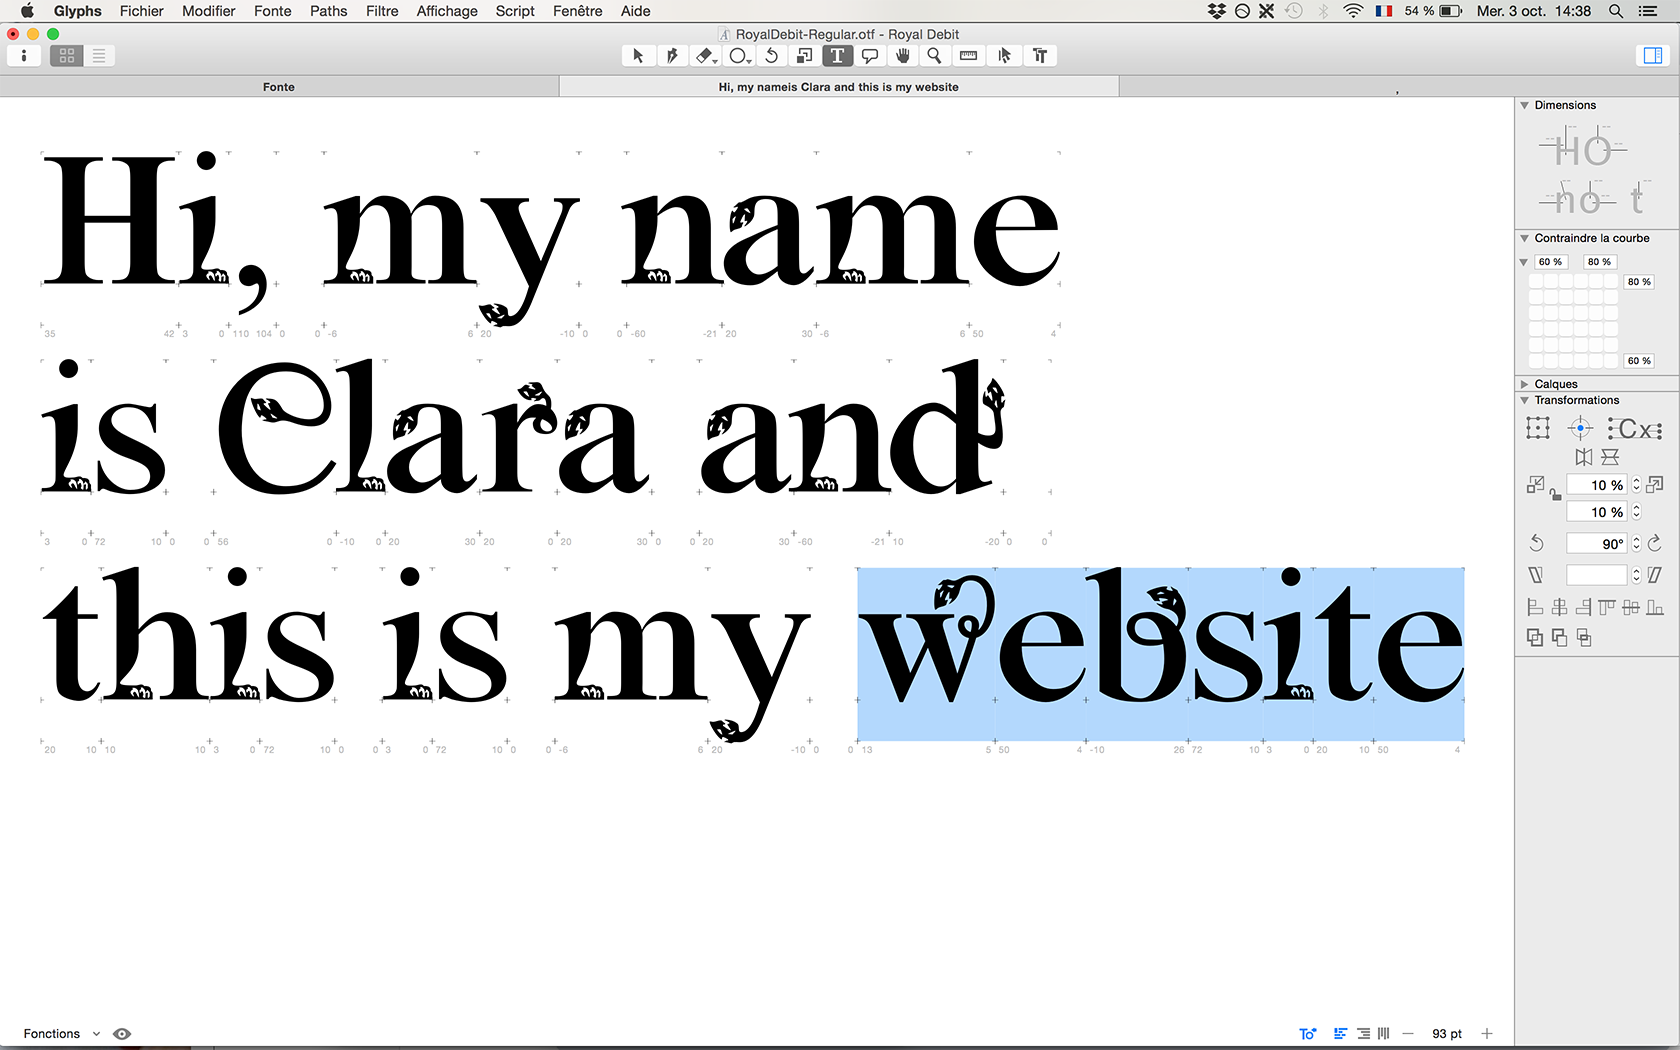 Glyphs Fichier Modifier Fonte Paths Filtre Affichage Script Fenêtre Aide 54 % Mer. 3 oct. 14:38
RoyalDebit-Regular.otf - Royal Debit
Fonte Hi, my nameis Clara and this is my website ,
Hi, my name
35 42 3 0 110 104 0 0 -6 6 20 -10 0 0 -60 -21 20 30 -6 6 50 4
is Clara and
3 0 72 10 0 0 56 0 -10 0 20 30 20 0 20 30 0 0 20 30 -60 -21 10 -20 0 0
this is my website
20 10 10 10 3 0 72 10 0 0 3 0 72 10 0 0 -6 6 20 -10 0 0 13 5 50 4 -10 26 72 10 3 0 20 10 50 4
Dimensions
HO
no t
Contraindre la courbe
60 % 80 %
80 %
60 %
Calques
Transformations
Cx
10 %
10 %
90°
Fonctions 93 pt